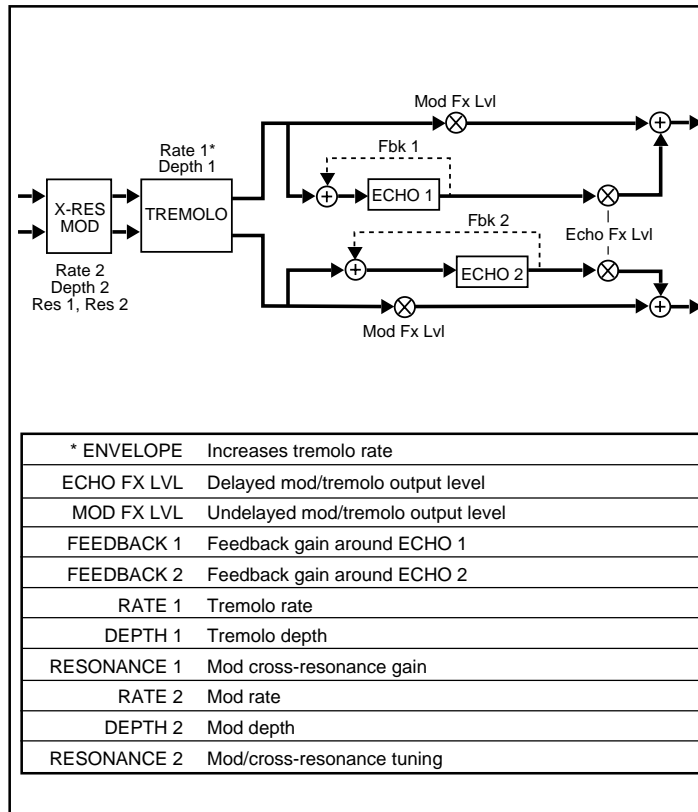 Mod Fx Lvl
Fbk 1
Rate 1*
Depth 1
X-RES
MOD
TREMOLO
ECHO 1
Fbk 2
Echo Fx Lvl
Rate 2
Depth 2
Res 1, Res 2
ECHO 2
Mod Fx Lvl
* ENVELOPE Increases tremolo rate
ECHO FX LVL Delayed mod/tremolo output level
MOD FX LVL Undelayed mod/tremolo output level
FEEDBACK 1 Feedback gain around ECHO 1
FEEDBACK 2 Feedback gain around ECHO 2
RATE 1 Tremolo rate
DEPTH 1 Tremolo depth
RESONANCE 1 Mod cross-resonance gain
RATE 2 Mod rate
DEPTH 2 Mod depth
RESONANCE 2 Mod/cross-resonance tuning